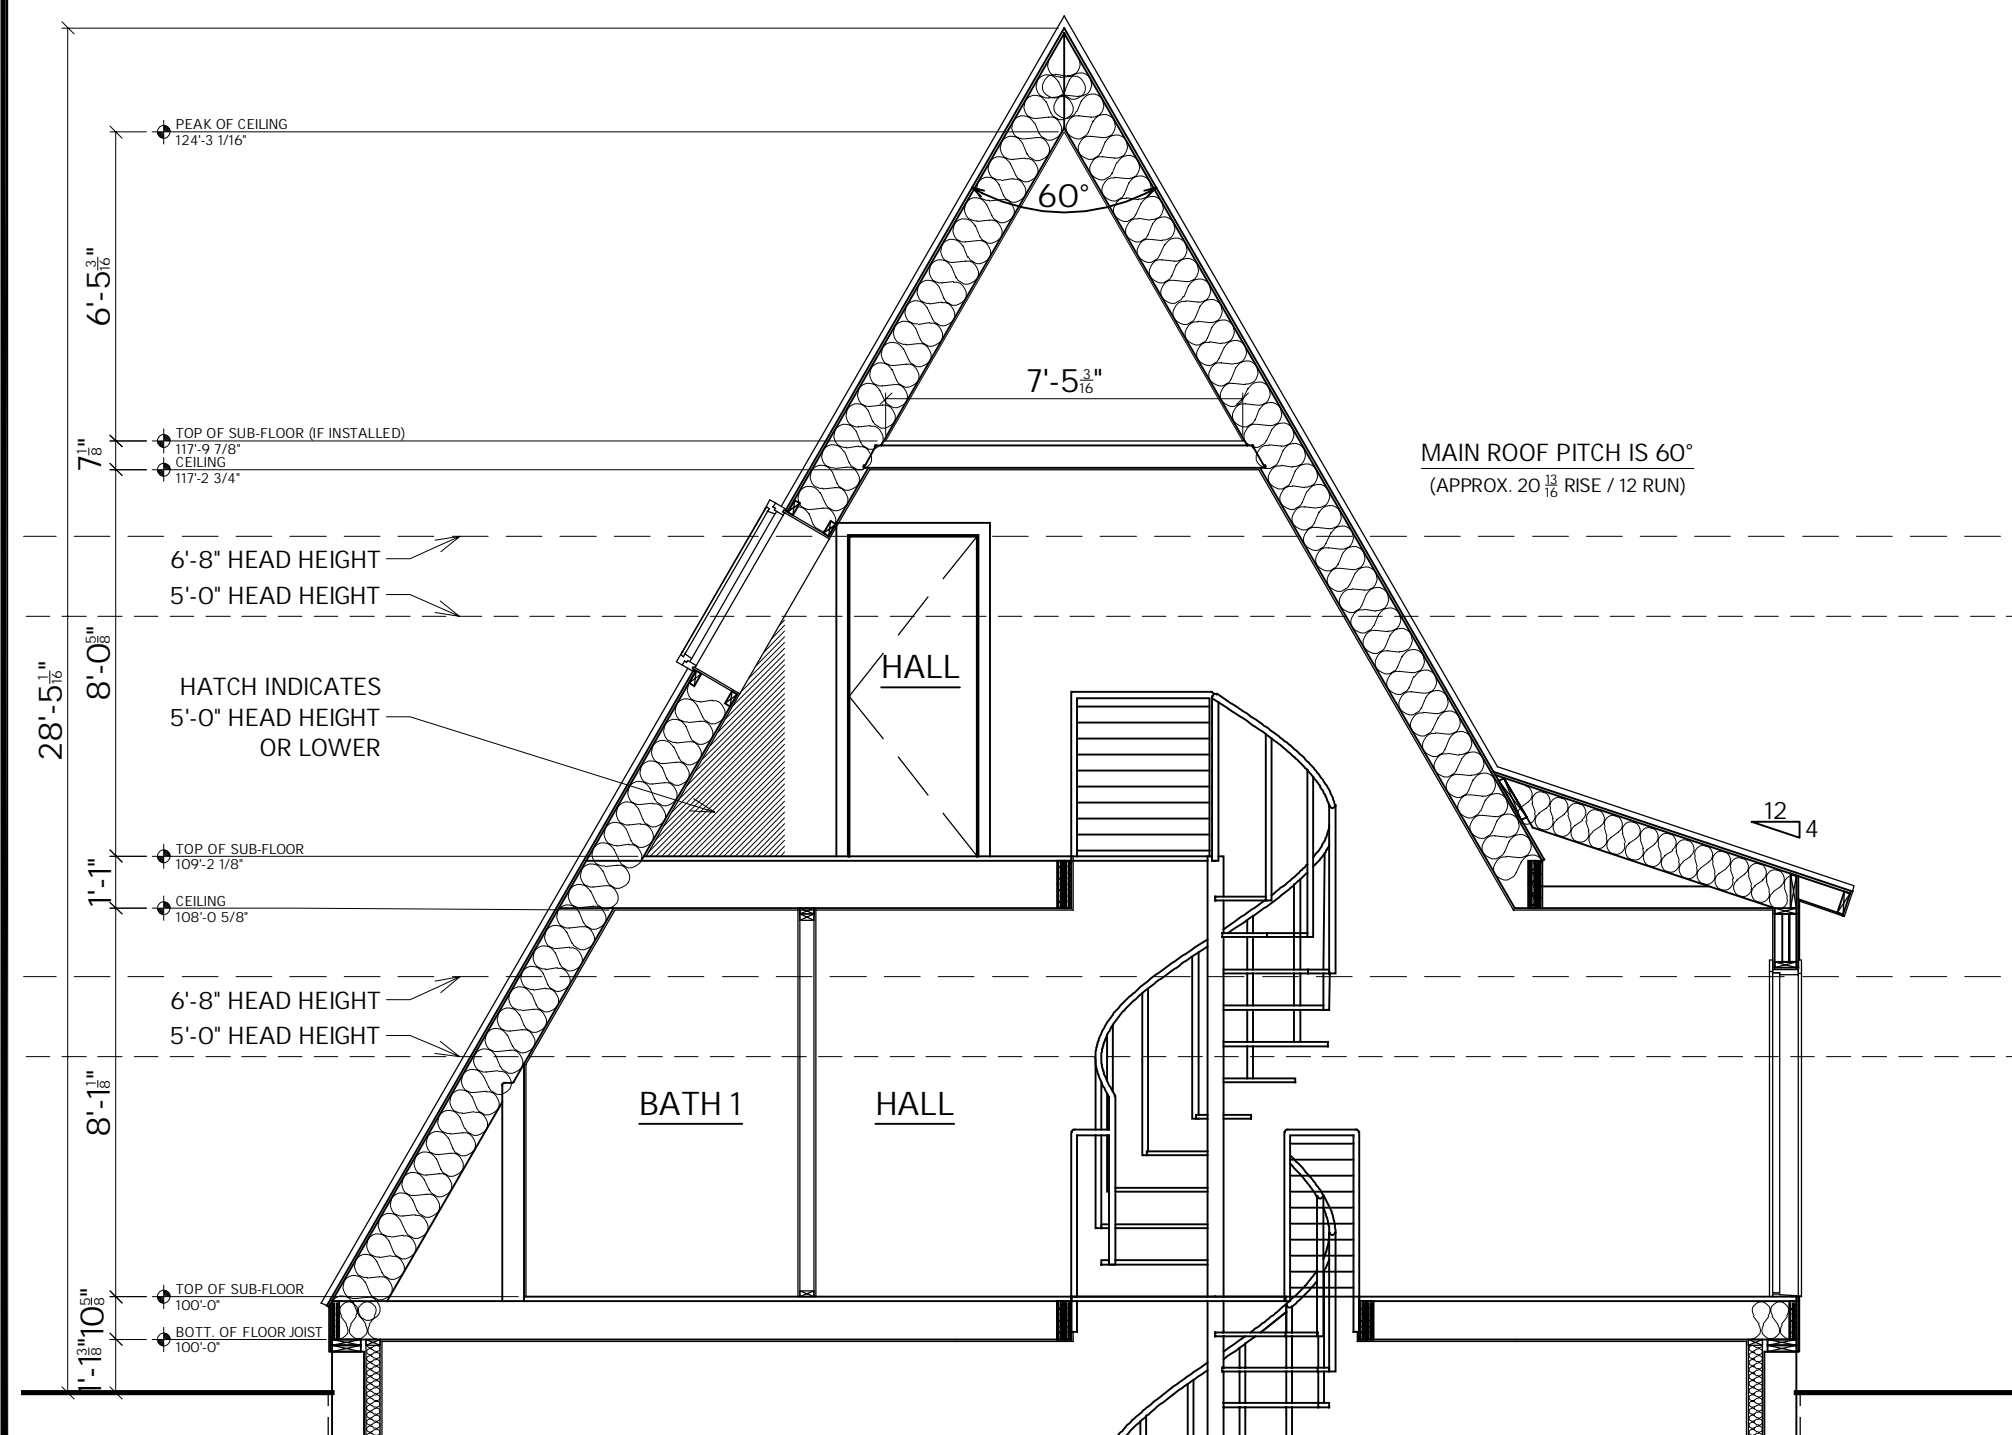 PEAK OF CEILING
124'-3 1/16"
60°
6'-5 3/16"
7'-5 3/16"
TOP OF SUB-FLOOR (IF INSTALLED)
117'-9 7/8"
7 1/8"
CEILING
117'-2 3/4"
MAIN ROOF PITCH IS 60°
(APPROX. 20 13/16 RISE / 12 RUN)
6'-8" HEAD HEIGHT
5'-0" HEAD HEIGHT
8'-0 5/8"
28'-5 1/16"
HALL
HATCH INDICATES
5'-0" HEAD HEIGHT
OR LOWER
12
4
TOP OF SUB-FLOOR
109'-2 1/8"
1'-1"
CEILING
108'-0 5/8"
6'-8" HEAD HEIGHT
5'-0" HEAD HEIGHT
8'-1 1/8"
BATH 1
HALL
TOP OF SUB-FLOOR
100'-0"
10 5/8"
BOTT. OF FLOOR JOIST
100'-0"
1'-1 3/8"